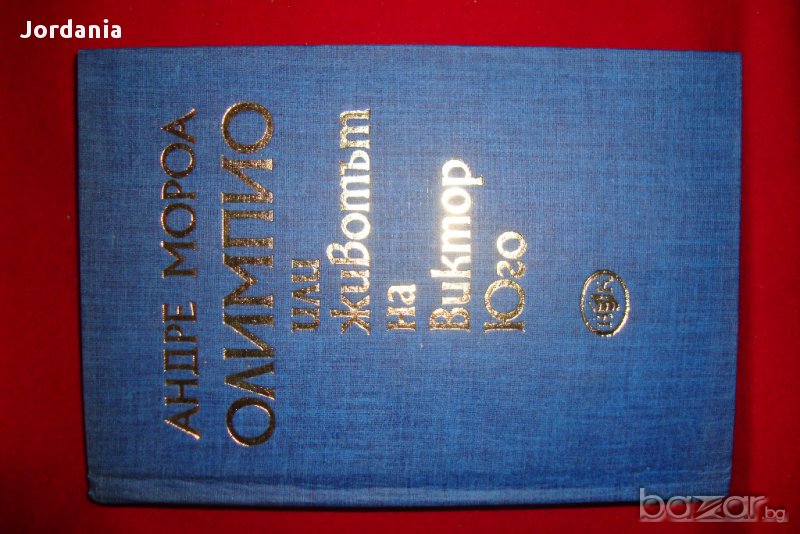 Jordania
АНДРЕ МОРОА
ОЛИМПИО
или
животът
на
Виктор
Юго
bazar.bg